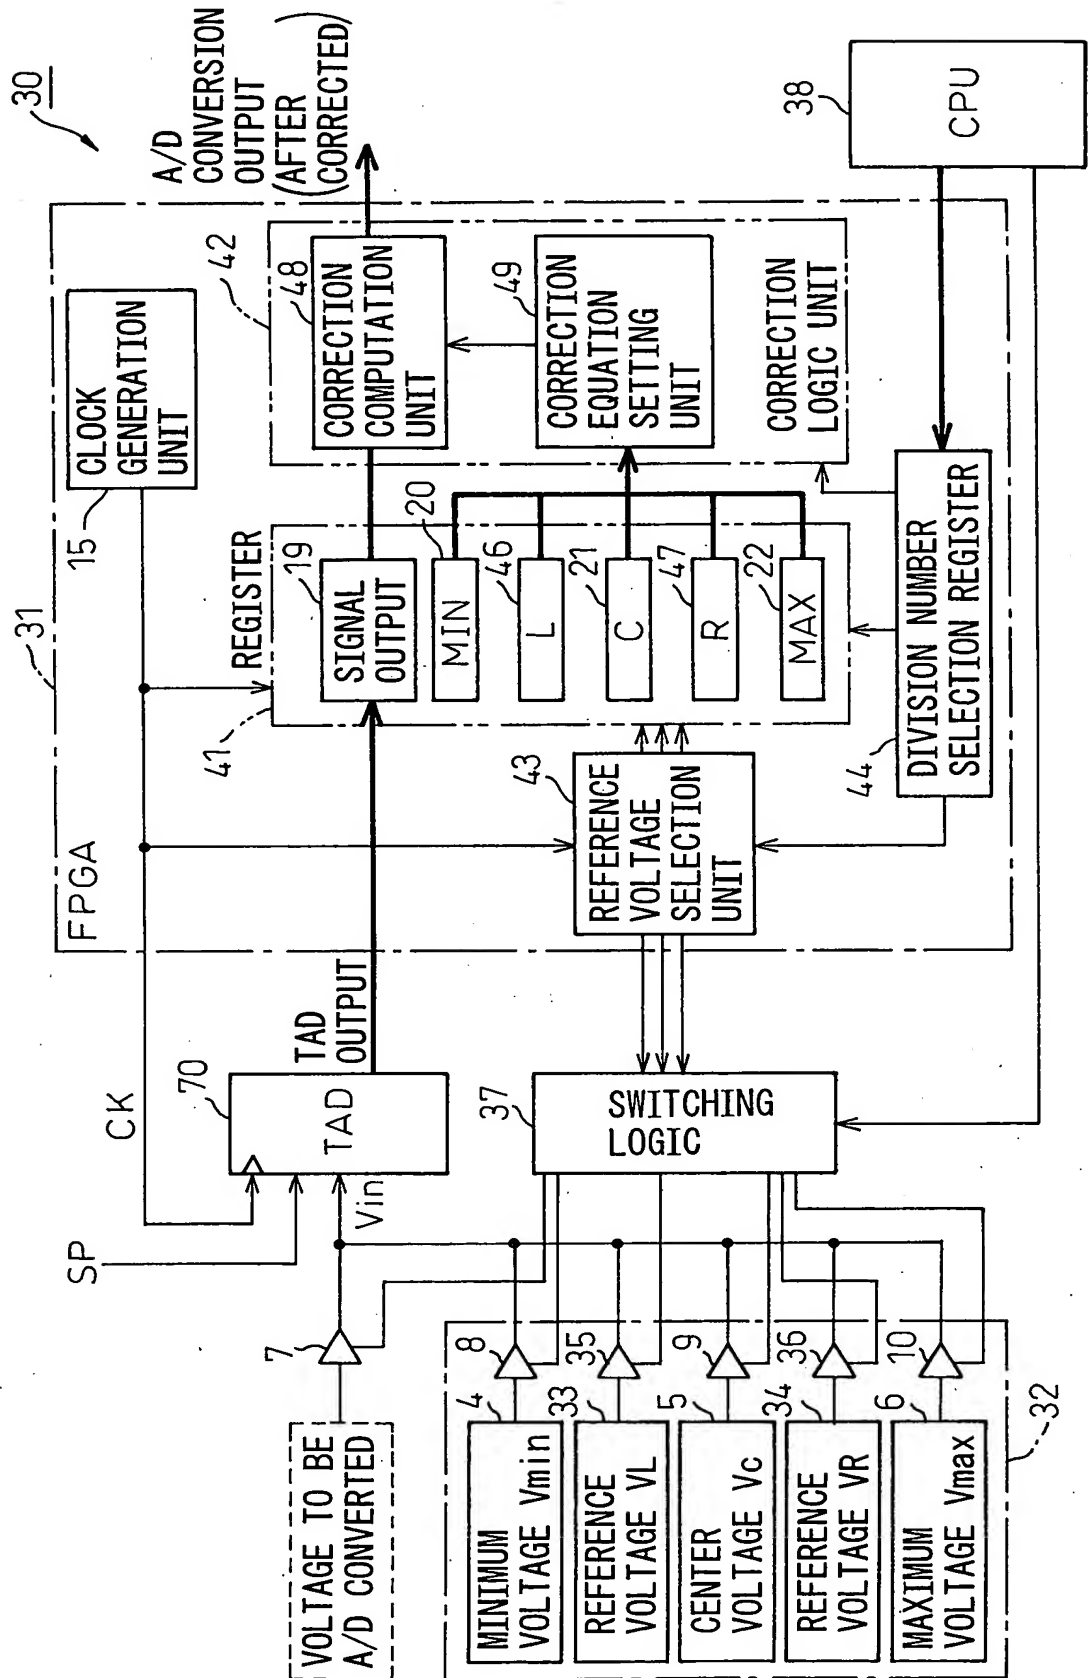 30
A/D
CONVERSION
OUTPUT
(AFTER
CORRECTED)
31
FPGA
15
CLOCK
GENERATION
UNIT
42
48
CORRECTION
COMPUTATION
UNIT
49
CORRECTION
EQUATION
SETTING
UNIT
CORRECTION
LOGIC UNIT
38
CPU
41
REGISTER
19
SIGNAL
OUTPUT
20
MIN
46
L
21
C
47
R
22
MAX
43
REFERENCE
VOLTAGE
SELECTION
UNIT
44
DIVISION NUMBER
SELECTION REGISTER
CK
SP
70
TAD
Vin
TAD
OUTPUT
37
SWITCHING
LOGIC
VOLTAGE TO BE
A/D CONVERTED
7
4
MINIMUM
VOLTAGE Vmin
8
33
REFERENCE
VOLTAGE VL
35
5
CENTER
VOLTAGE Vc
9
34
REFERENCE
VOLTAGE VR
36
6
MAXIMUM
VOLTAGE Vmax
10
32